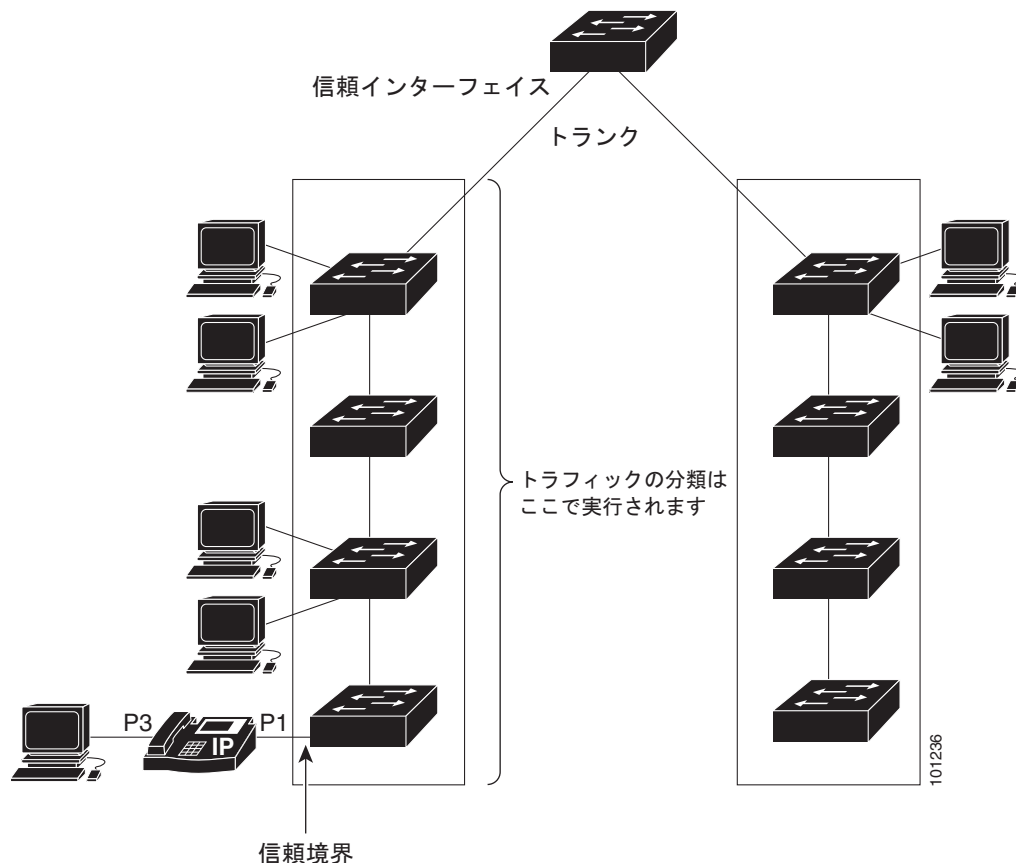 信頼インターフェイス
トランク
トラフィックの分類は
ここで実行されます
P3
IP
P1
信頼境界
101236